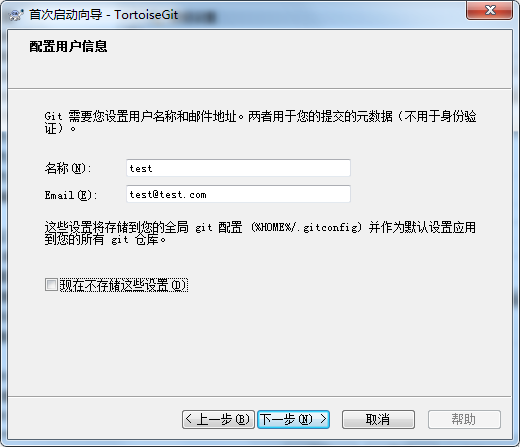 首次启动向导 - TortoiseGit
配置用户信息
Git 需要您设置用户名称和邮件地址。两者用于您的提交的元数据（不用于身份验
证）。
名称(N): test
Email(E): test@test.com
这些设置将存储到您的全局 git 配置 (%HOME%/.gitconfig) 并作为默认设置应用
到您的所有 git 仓库。
现在不存储这些设置(D)
< 上一步(B) 下一步(N) > 取消 帮助